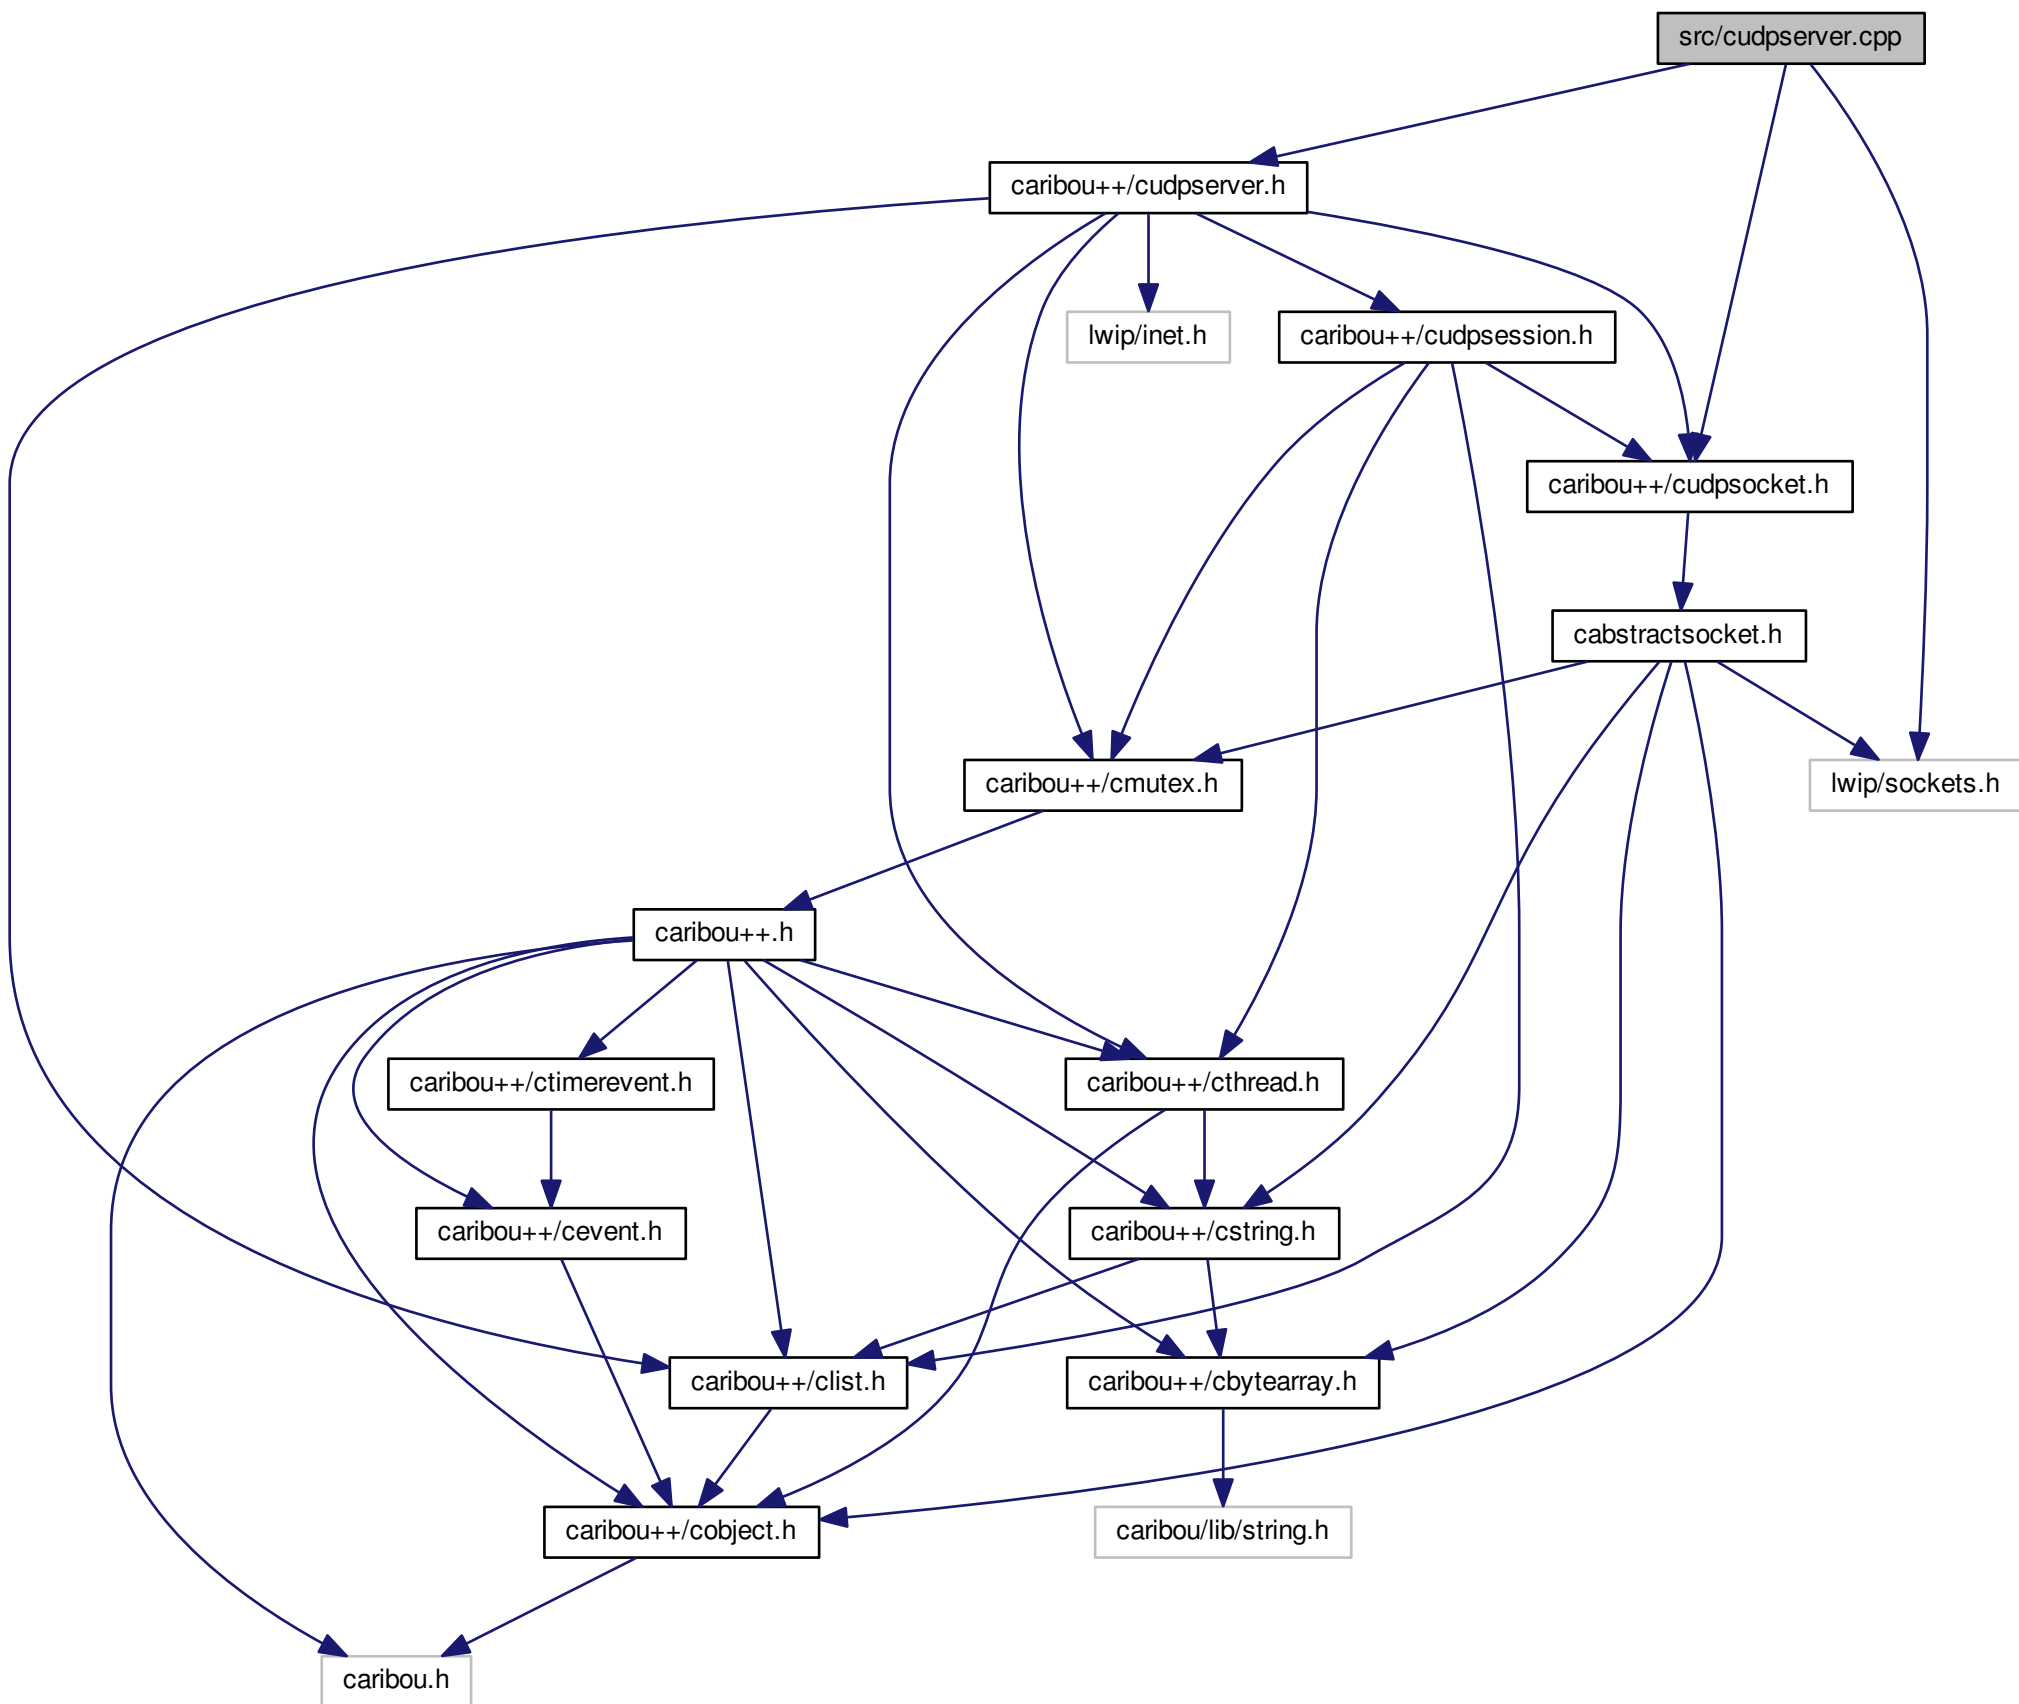 src/cudpserver.cpp
caribou++/cudpserver.h
lwip/inet.h
caribou++/cudpsession.h
caribou++/cudpsocket.h
cabstractsocket.h
caribou++/cmutex.h
lwip/sockets.h
caribou++.h
caribou++/ctimerevent.h
caribou++/cthread.h
caribou++/cevent.h
caribou++/cstring.h
caribou++/clist.h
caribou++/cbytearray.h
caribou++/cobject.h
caribou/lib/string.h
caribou.h